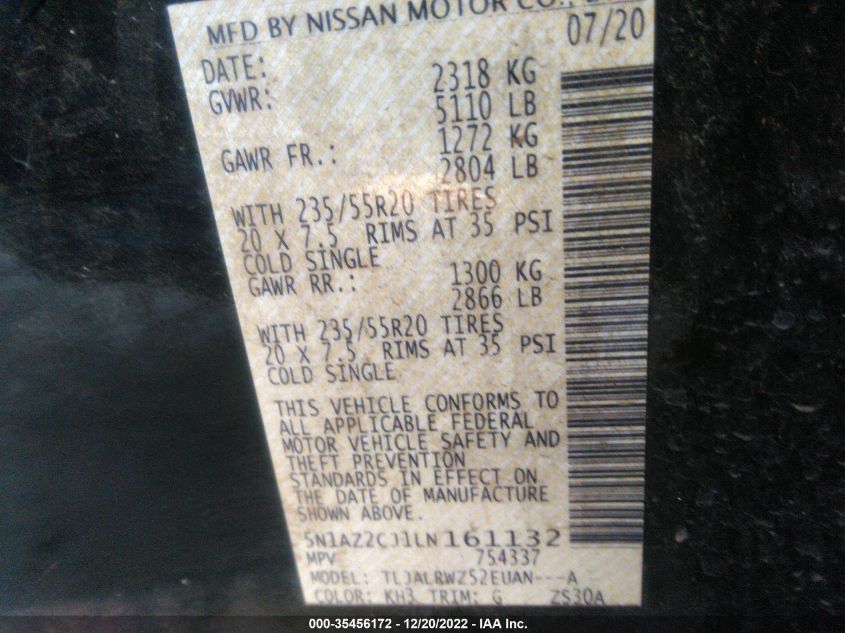 MFD BY NISSAN MOTOR CO.,
DATE: 07/20
GVWR: 2318 KG
5110 LB
GAWR FR.: 1272 KG
2804 LB
WITH 235/55R20 TIRES
20 X 7.5 RIMS AT 35 PSI
COLD SINGLE
GAWR RR.: 1300 KG
2866 LB
WITH 235/55R20 TIRES
20 X 7.5 RIMS AT 35 PSI
COLD SINGLE
THIS VEHICLE CONFORMS TO
ALL APPLICABLE FEDERAL
MOTOR VEHICLE SAFETY AND
THEFT PREVENTION
STANDARDS IN EFFECT ON
THE DATE OF MANUFACTURE
SHOWN ABOVE.
5N1AZ2CJ1LN161132
MPV 754337
MODEL: TLJALRWZ52EUAN---A
COLOR: KH3 TRIM: G Z530A
000-35456172 - 12/20/2022 - IAA Inc.